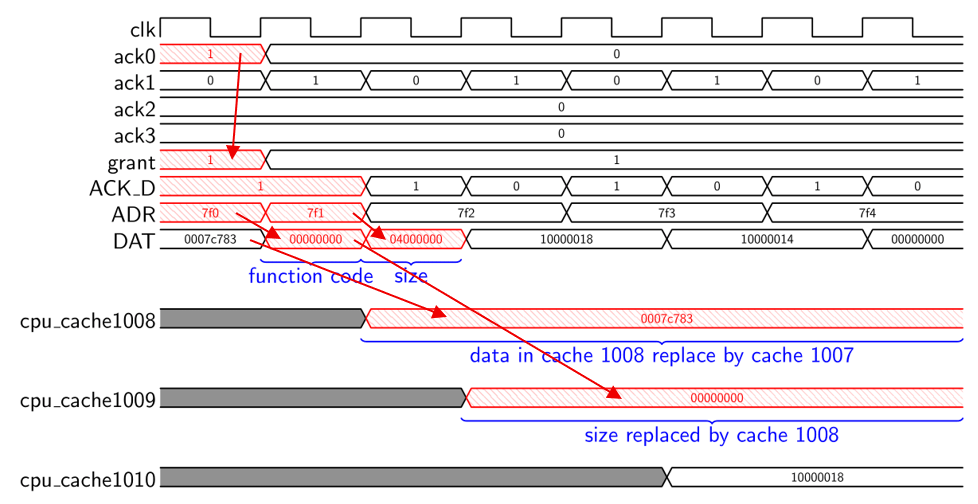 clk
ack0 1 0
ack1 0 1 0 1 0 1 0 1
ack2 0
ack3 0
grant 1 1
ACK_D 1 1 0 1 0 1 0
ADR 7f0 7f1 7f2 7f3 7f4
DAT 0007c783 00000000 04000000 10000018 10000014 00000000
function code size
cpu_cache1008 0007c783
data in cache 1008 replace by cache 1007
cpu_cache1009 00000000
size replaced by cache 1008
cpu_cache1010 10000018